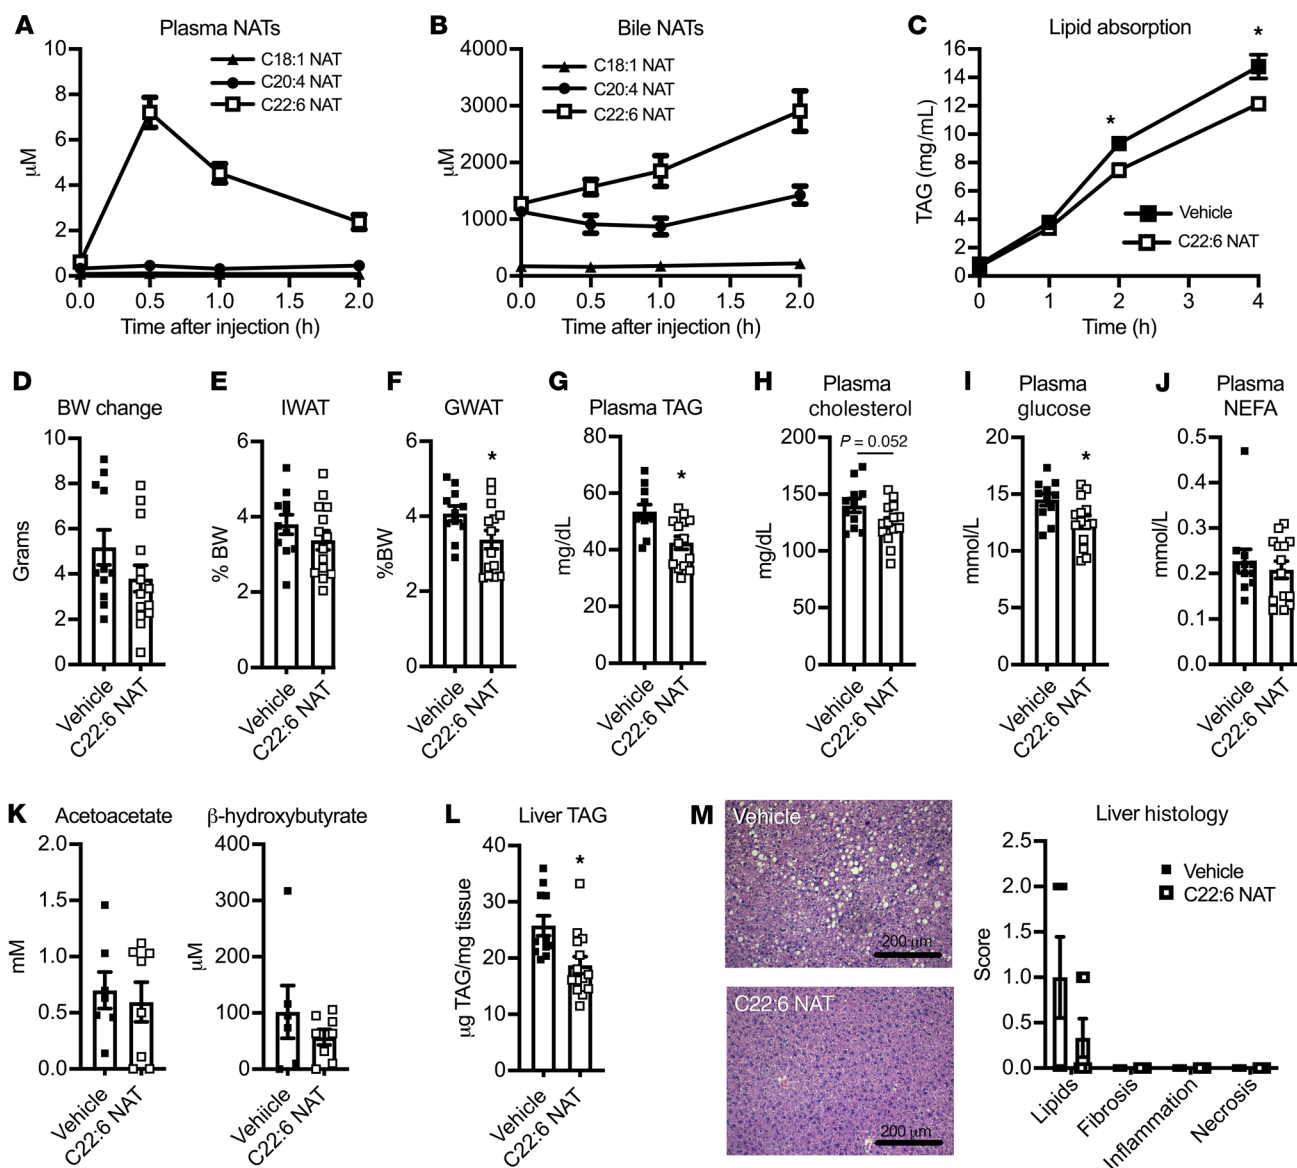 A
Plasma NATs
10
8
6
4
2
0
µM
C18:1 NAT
C20:4 NAT
C22:6 NAT
0.0 0.5 1.0 1.5 2.0
Time after injection (h)
B
Bile NATs
4000
3000
2000
1000
0
µM
C18:1 NAT
C20:4 NAT
C22:6 NAT
0.0 0.5 1.0 1.5 2.0
Time after injection (h)
C
Lipid absorption
16
14
12
10
8
6
4
2
0
TAG (mg/mL)
*
*
Vehicle
C22:6 NAT
0 1 2 3 4
Time (h)
D
BW change
10
8
6
4
2
0
Grams
Vehicle
C22:6 NAT
E
IWAT
6
4
2
0
% BW
Vehicle
C22:6 NAT
F
GWAT
6
4
2
0
%BW
*
Vehicle
C22:6 NAT
G
Plasma TAG
80
60
40
20
0
mg/dL
*
Vehicle
C22:6 NAT
H
Plasma
cholesterol
200
150
100
50
0
mg/dL
P = 0.052
Vehicle
C22:6 NAT
I
Plasma
glucose
20
15
10
5
0
mmol/L
*
Vehicle
C22:6 NAT
J
Plasma
NEFA
0.5
0.4
0.3
0.2
0.1
0.0
mmol/L
Vehicle
C22:6 NAT
K
Acetoacetate
2.0
1.5
1.0
0.5
0.0
mM
Vehicle
C22:6 NAT
β-hydroxybutyrate
400
300
200
100
0
µM
Vehiicle
C22:6 NAT
L
Liver TAG
40
30
20
10
0
µg TAG/mg tissue
*
Vehicle
C22:6 NAT
M
Vehicle
200 µm
C22:6 NAT
200 µm
Liver histology
2.5
2.0
1.5
1.0
0.5
0.0
Score
Vehicle
C22:6 NAT
Lipids
Fibrosis
Inflammation
Necrosis